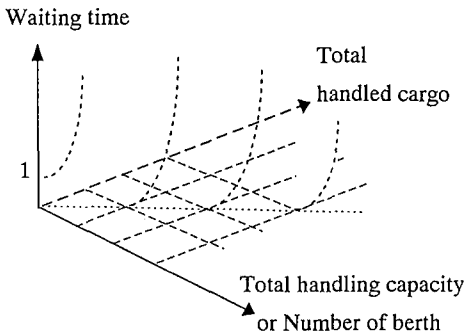 Waiting time
Total
handled cargo
1
Total handling capacity
or Number of berth